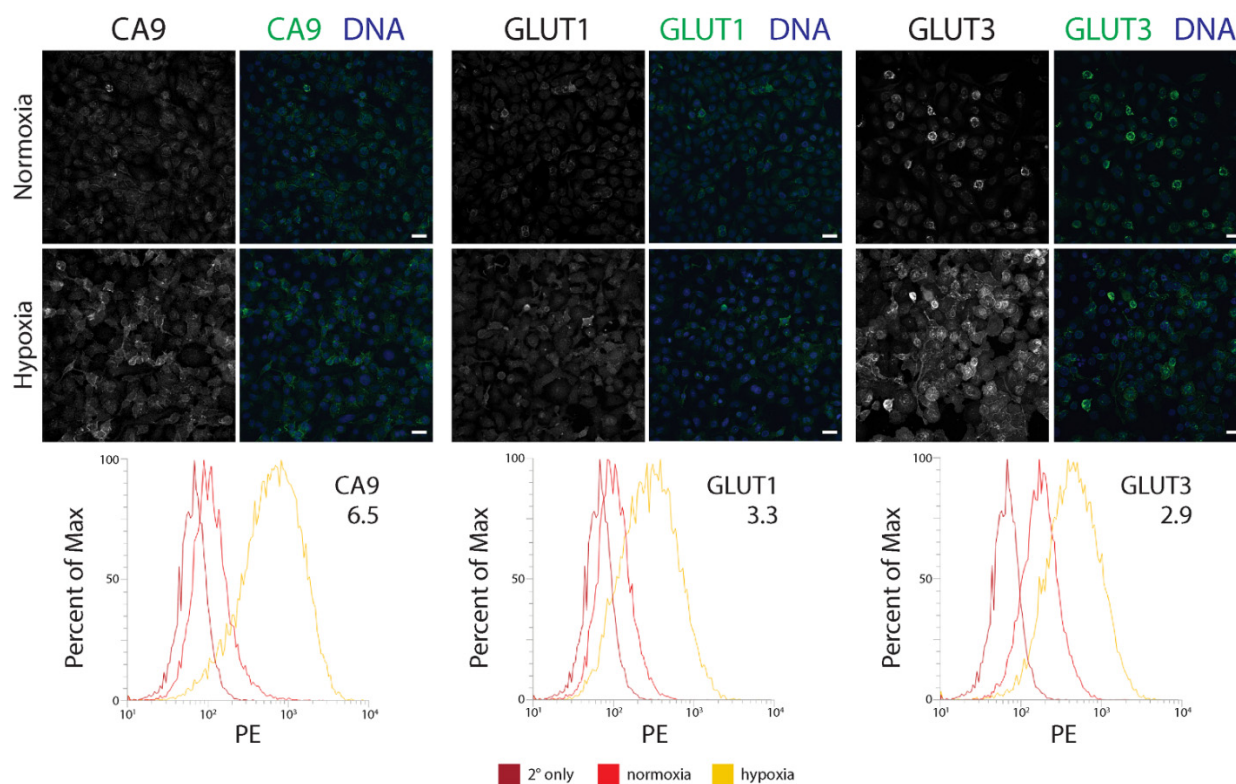 CA9 CA9 DNA GLUT1 GLUT1 DNA GLUT3 GLUT3 DNA
Normoxia
Hypoxia
100
50
0
Percent of Max
CA9
6.5
10¹ 10² 10³ 10⁴
PE
100
50
0
Percent of Max
GLUT1
3.3
10¹ 10² 10³ 10⁴
PE
100
50
0
Percent of Max
GLUT3
2.9
10¹ 10² 10³ 10⁴
PE
2° only normoxia hypoxia